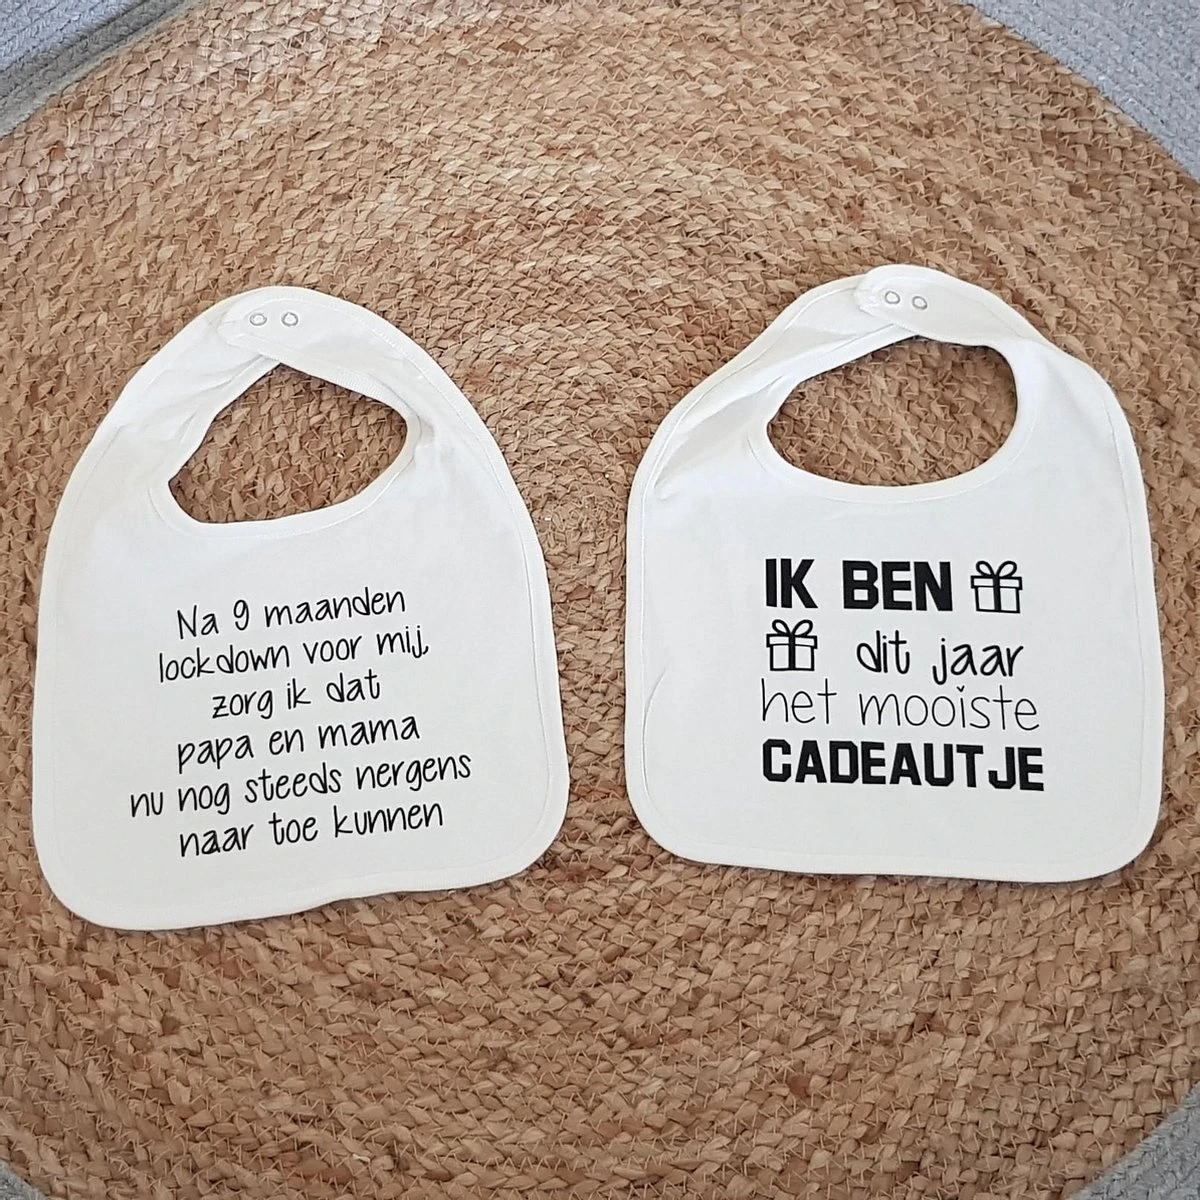 Na 9 maanden
lockdown voor mij,
zorg ik dat
papa en mama
nu nog steeds nergens
naar toe kunnen
IK BEN
dit jaar
het mooiste
CADEAUTJE